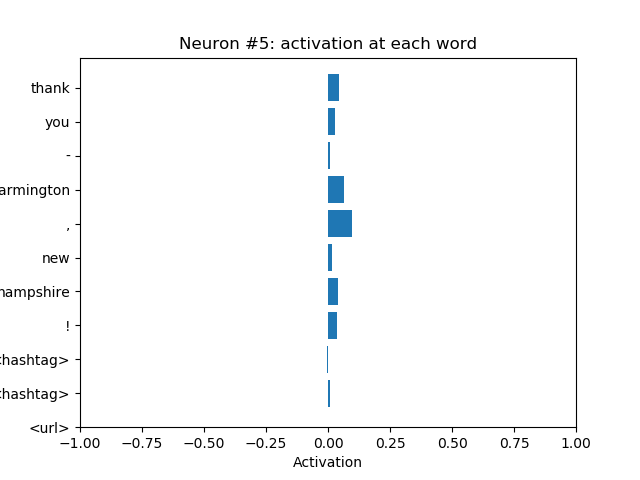 Neuron #5: activation at each word
thank
you
-
armington
,
new
hampshire
!
hashtag>
hashtag>
<url>
−1.00 −0.75 −0.50 −0.25 0.00 0.25 0.50 0.75 1.00
Activation